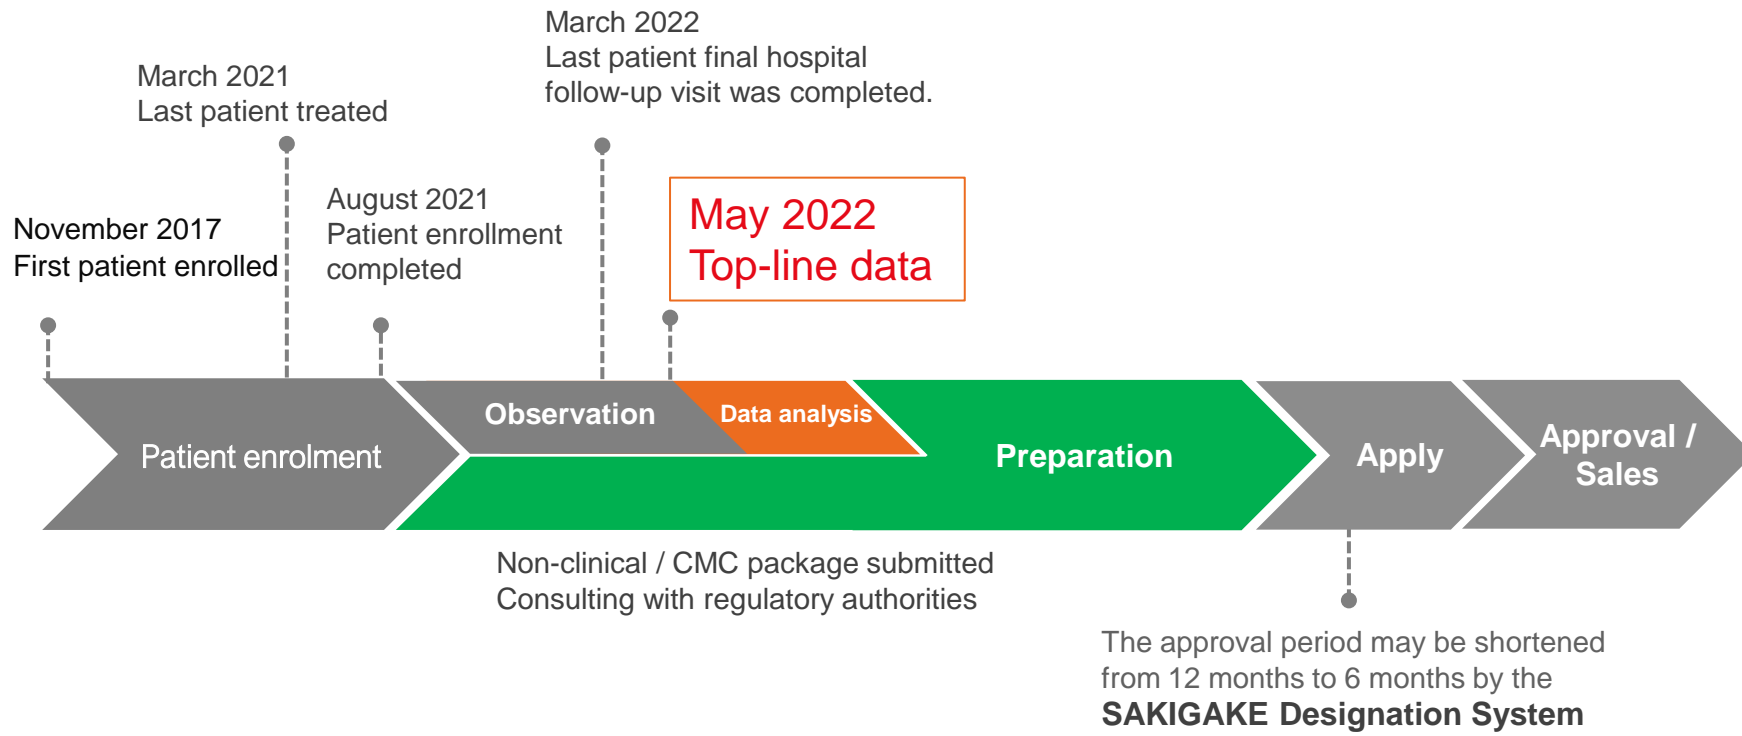 March 2022
Last patient final hospital
follow-up visit was completed.
March 2021
Last patient treated
August 2021
Patient enrollment
completed
November 2017
First patient enrolled
May 2022
Top-line data
Patient enrolment
Observation
Data analysis
Preparation
Apply
Approval /
Sales
Non-clinical / CMC package submitted
Consulting with regulatory authorities
The approval period may be shortened
from 12 months to 6 months by the
SAKIGAKE Designation System